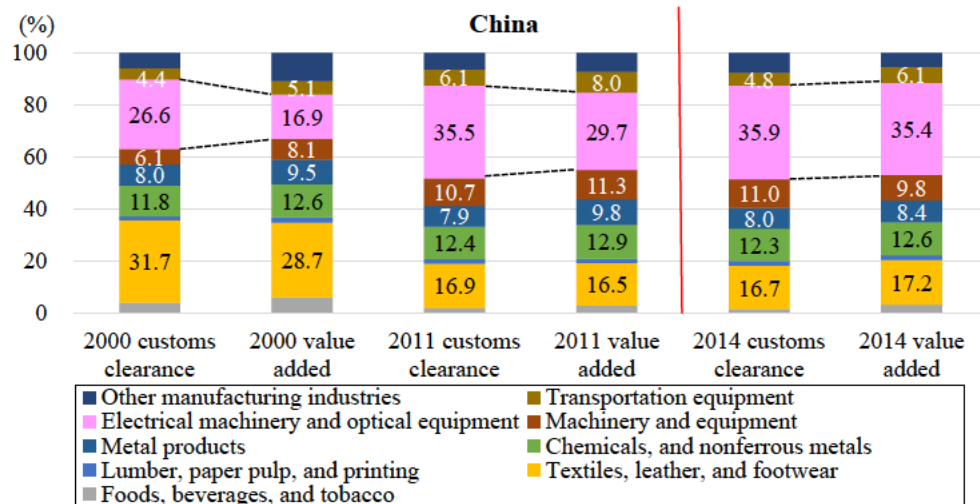 China
(%)
100
80
60
40
20
0
4.4
26.6
6.1
8.0
11.8
31.7
5.1
16.9
8.1
9.5
12.6
28.7
6.1
35.5
10.7
7.9
12.4
16.9
8.0
29.7
11.3
9.8
12.9
16.5
4.8
35.9
11.0
8.0
12.3
16.7
6.1
35.4
9.8
8.4
12.6
17.2
2000 customs clearance
2000 value added
2011 customs clearance
2011 value added
2014 customs clearance
2014 value added
Other manufacturing industries
Transportation equipment
Electrical machinery and optical equipment
Machinery and equipment
Metal products
Chemicals, and nonferrous metals
Lumber, paper pulp, and printing
Textiles, leather, and footwear
Foods, beverages, and tobacco